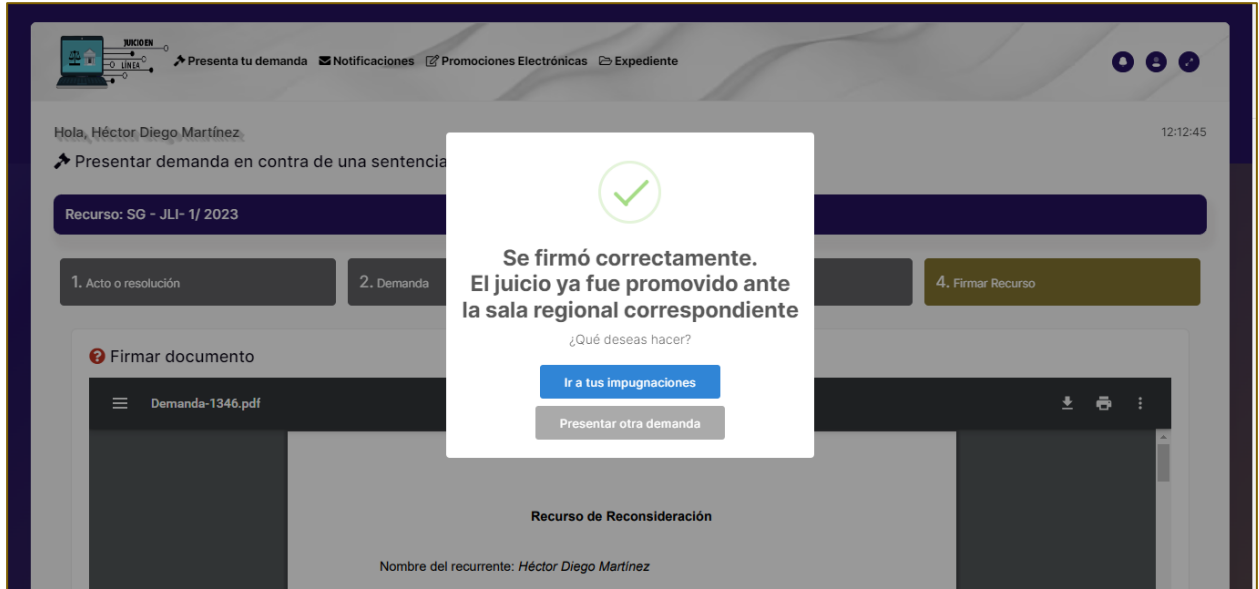 JUICIO EN
LÍNEA
Presenta tu demanda Notificaciones Promociones Electrónicas Expediente
Hola, Héctor Diego Martínez
12:12:45
Presentar demanda en contra de una sentencia
Recurso: SG - JLI- 1/ 2023
1. Acto o resolución
2. Demanda
4. Firmar Recurso
Se firmó correctamente.
El juicio ya fue promovido ante
la sala regional correspondiente
¿Qué deseas hacer?
Ir a tus impugnaciones
Presentar otra demanda
Firmar documento
Demanda-1346.pdf
Recurso de Reconsideración
Nombre del recurrente: Héctor Diego Martínez